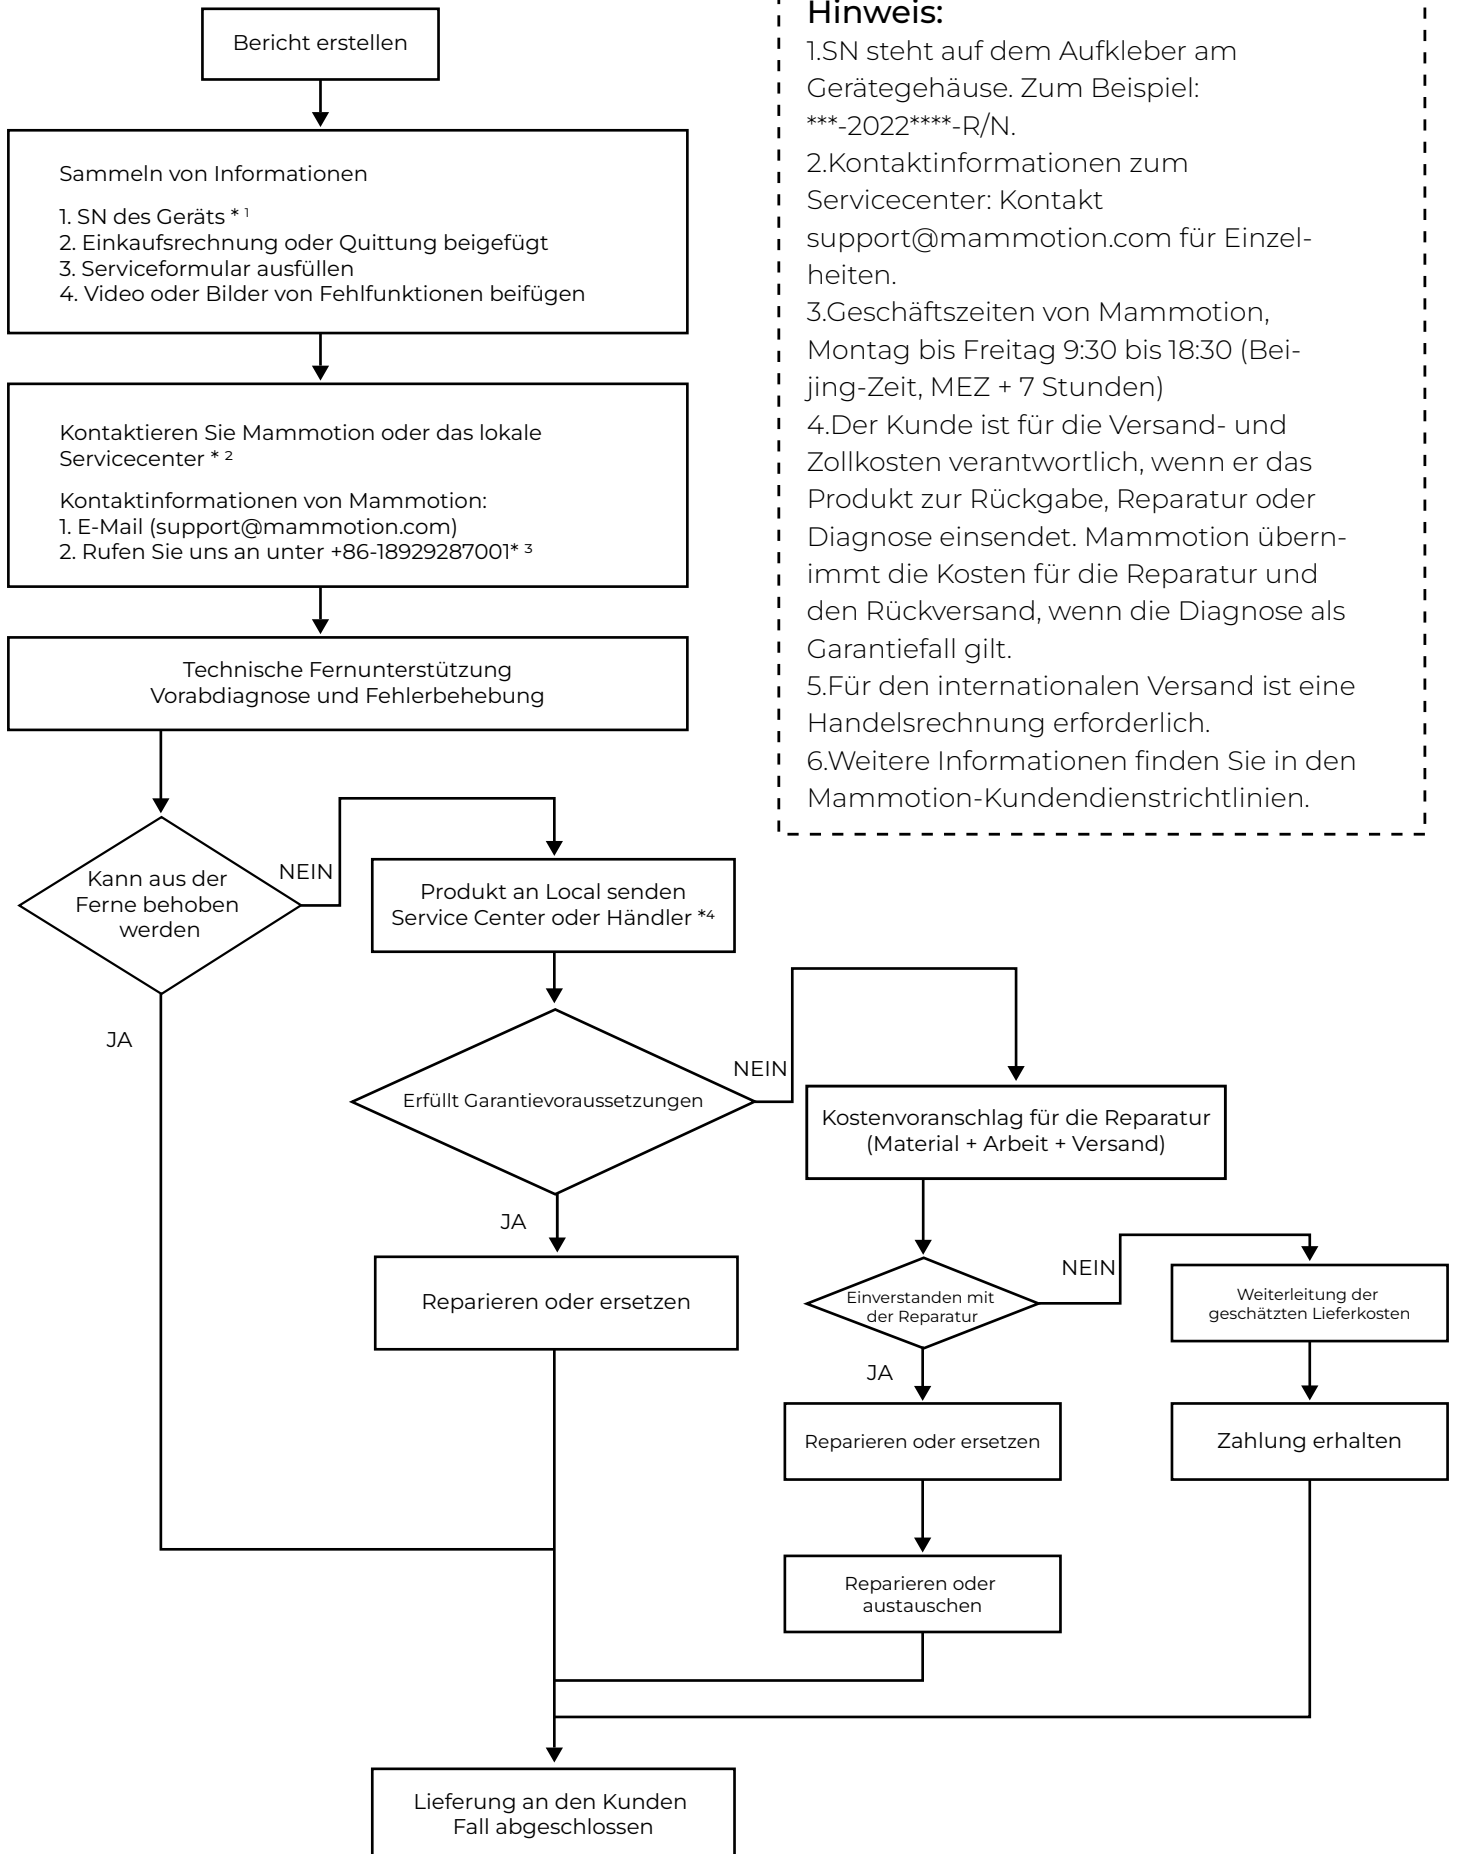 Bericht erstellen
Sammeln von Informationen
1. SN des Geräts * ¹
2. Einkaufsrechnung oder Quittung beigefügt
3. Serviceformular ausfüllen
4. Video oder Bilder von Fehlfunktionen beifügen
Kontaktieren Sie Mammotion oder das lokale
Servicecenter * ²
Kontaktinformationen von Mammotion:
1. E-Mail (support@mammotion.com)
2. Rufen Sie uns an unter +86-18929287001* ³
Technische Fernunterstützung
Vorabdiagnose und Fehlerbehebung
Hinweis:
1.SN steht auf dem Aufkleber am
Gerätegehäuse. Zum Beispiel:
***-2022****-R/N.
2.Kontaktinformationen zum
Servicecenter: Kontakt
support@mammotion.com für Einzel-
heiten.
3.Geschäftszeiten von Mammotion,
Montag bis Freitag 9:30 bis 18:30 (Bei-
jing-Zeit, MEZ + 7 Stunden)
4.Der Kunde ist für die Versand- und
Zollkosten verantwortlich, wenn er das
Produkt zur Rückgabe, Reparatur oder
Diagnose einsendet. Mammotion übern-
immt die Kosten für die Reparatur und
den Rückversand, wenn die Diagnose als
Garantiefall gilt.
5.Für den internationalen Versand ist eine
Handelsrechnung erforderlich.
6.Weitere Informationen finden Sie in den
Mammotion-Kundendienstrichtlinien.
Kann aus der
Ferne behoben
werden
NEIN
JA
Produkt an Local senden
Service Center oder Händler *⁴
Erfüllt Garantievoraussetzungen
NEIN
JA
Reparieren oder ersetzen
Kostenvoranschlag für die Reparatur
(Material + Arbeit + Versand)
Einverstanden mit
der Reparatur
NEIN
JA
Weiterleitung der
geschätzten Lieferkosten
Reparieren oder ersetzen
Zahlung erhalten
Reparieren oder
austauschen
Lieferung an den Kunden
Fall abgeschlossen